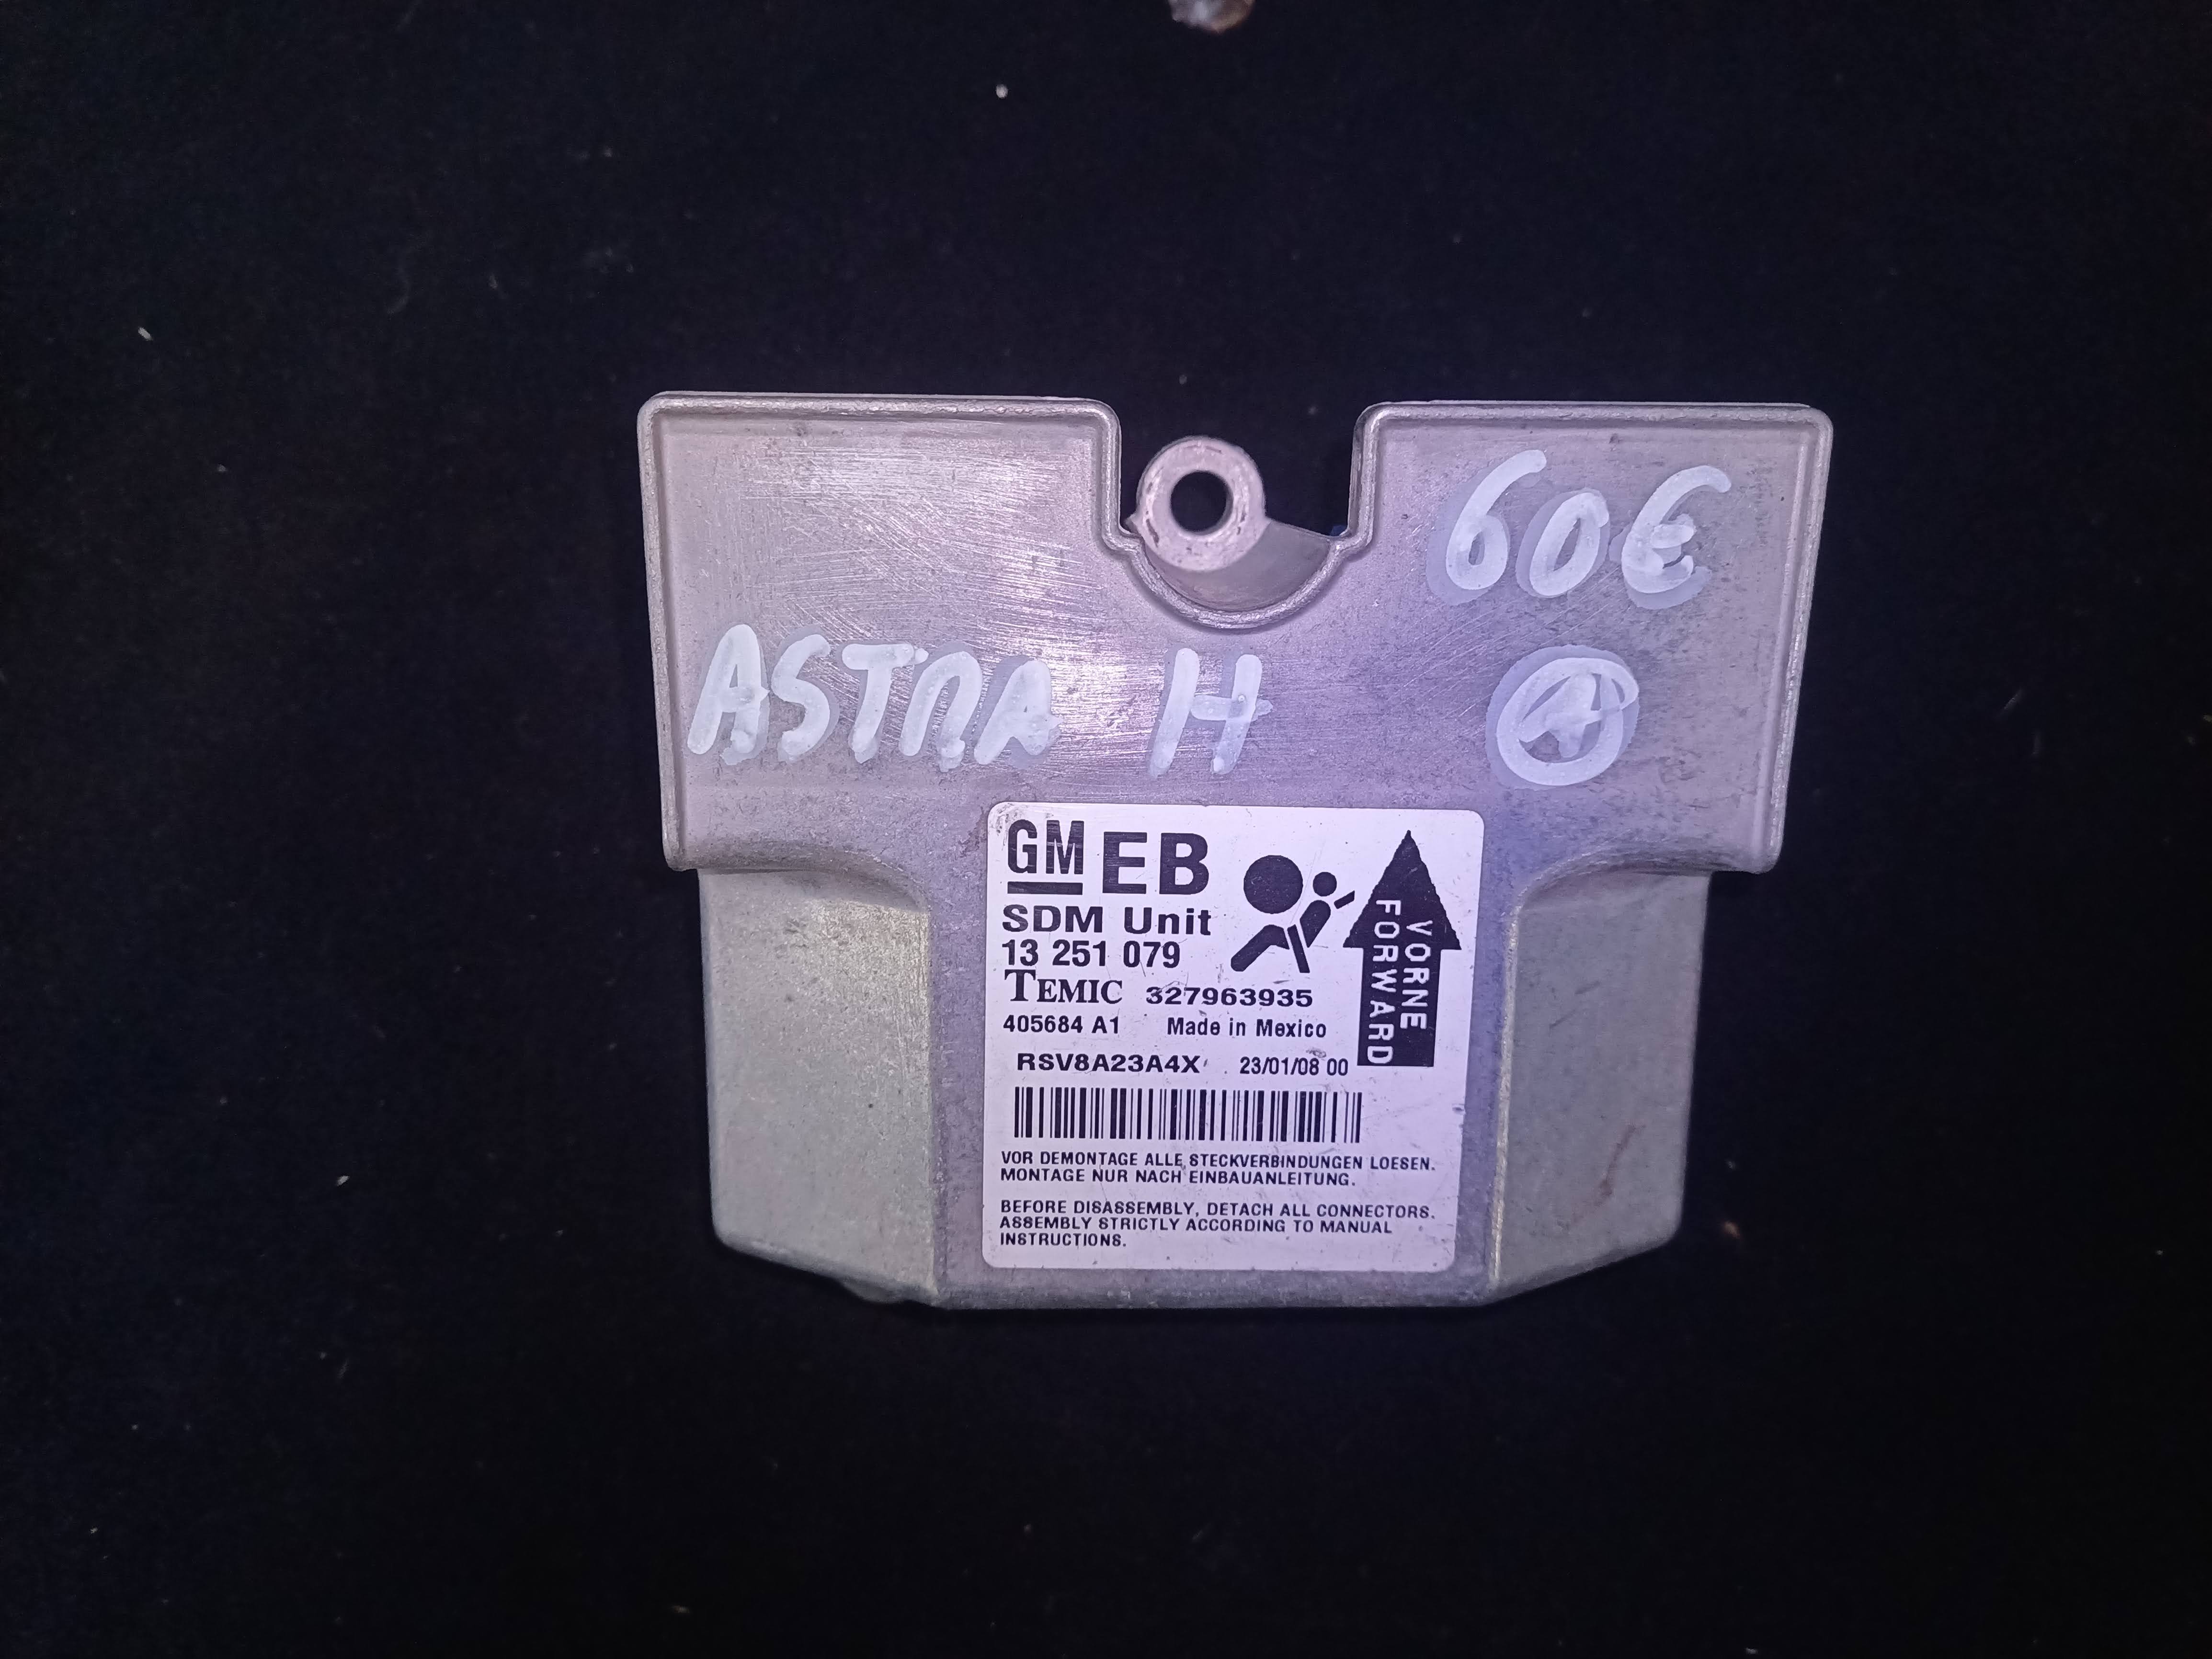 60€
ASTRA H
A
GM EB
SDM Unit
13 251 079
TEMIC 327963935
405684 A1 Made in Mexico
RSV8A23A4X 23/01/08 00
VORNE
FORWARD
VOR DEMONTAGE ALLE STECKVERBINDUNGEN LOESEN.
MONTAGE NUR NACH EINBAUANLEITUNG.
BEFORE DISASSEMBLY, DETACH ALL CONNECTORS.
ASSEMBLY STRICTLY ACCORDING TO MANUAL
INSTRUCTIONS.